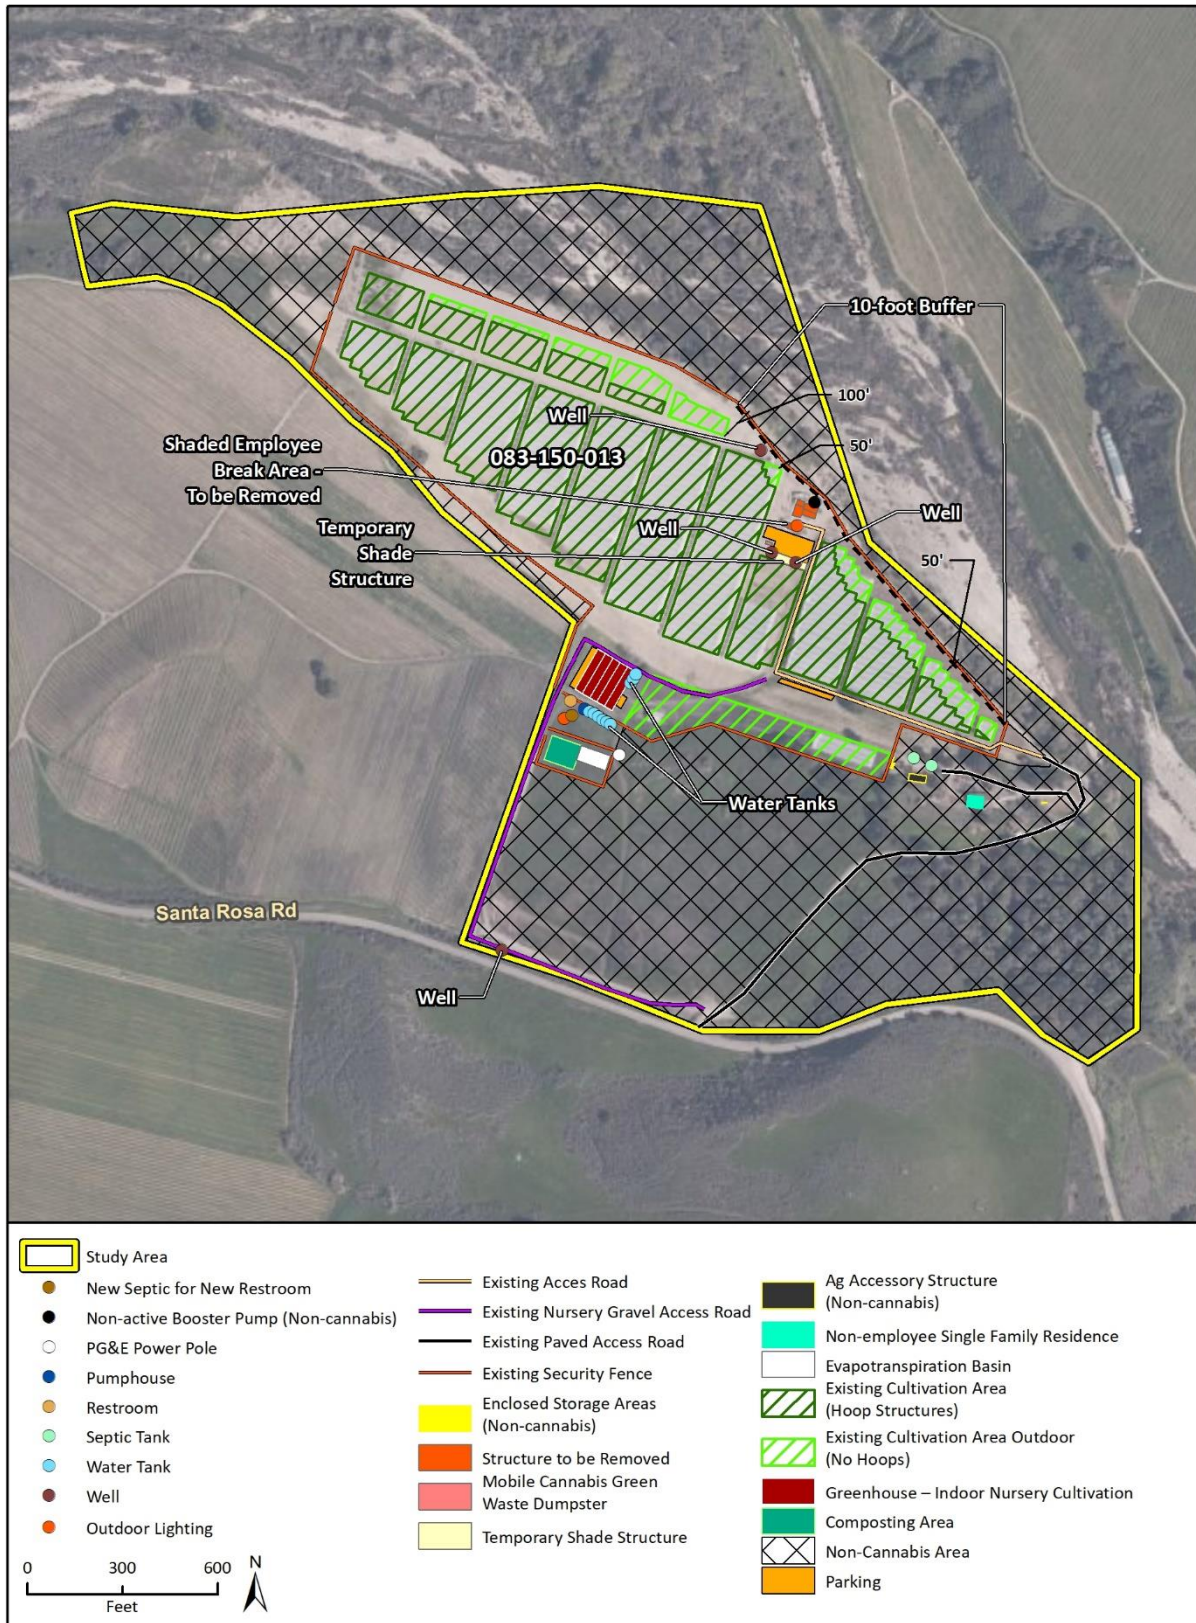 10-foot Buffer
100'
Well
50'
083-150-013
Shaded Employee
Break Area -
To be Removed
Well
Well
Temporary
Shade
Structure
50'
Water Tanks
Santa Rosa Rd
Well
Study Area
New Septic for New Restroom
Non-active Booster Pump (Non-cannabis)
PG&E Power Pole
Pumphouse
Restroom
Septic Tank
Water Tank
Well
Outdoor Lighting
0 300 600
Feet
N
Existing Acces Road
Existing Nursery Gravel Access Road
Existing Paved Access Road
Existing Security Fence
Enclosed Storage Areas
(Non-cannabis)
Structure to be Removed
Mobile Cannabis Green
Waste Dumpster
Temporary Shade Structure
Ag Accessory Structure
(Non-cannabis)
Non-employee Single Family Residence
Evapotranspiration Basin
Existing Cultivation Area
(Hoop Structures)
Existing Cultivation Area Outdoor
(No Hoops)
Greenhouse – Indoor Nursery Cultivation
Composting Area
Non-Cannabis Area
Parking